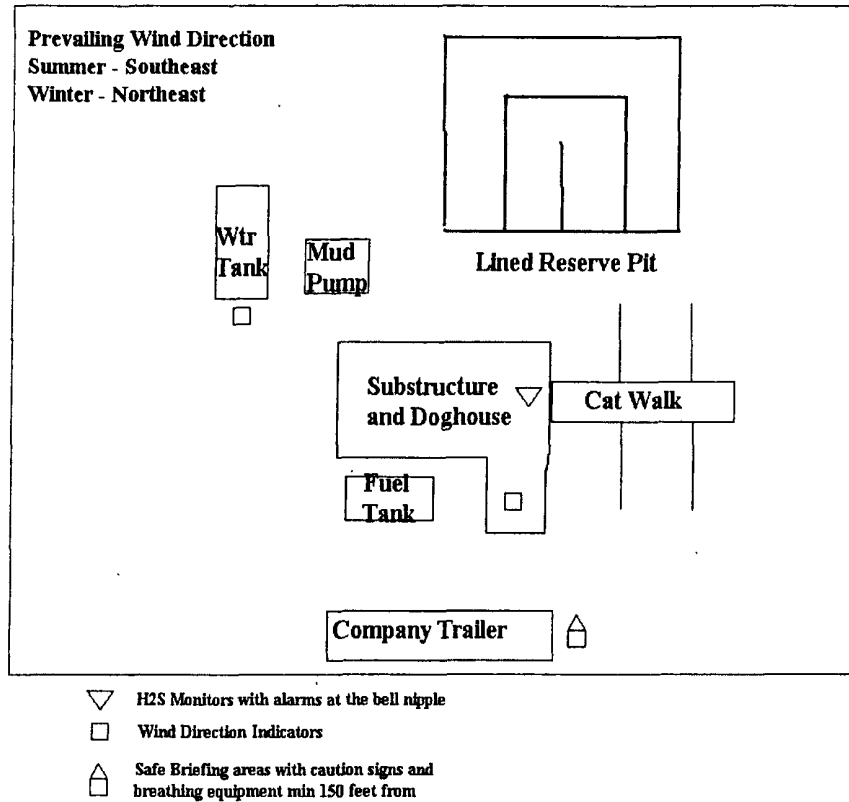 Prevailing Wind Direction
Summer - Southeast
Winter - Northeast
Wtr
Tank
Mud
Pump
Lined Reserve Pit
Substructure
and Doghouse
Cat Walk
Fuel
Tank
Company Trailer
H2S Monitors with alarms at the bell nipple
Wind Direction Indicators
Safe Briefing areas with caution signs and
breathing equipment min 150 feet from